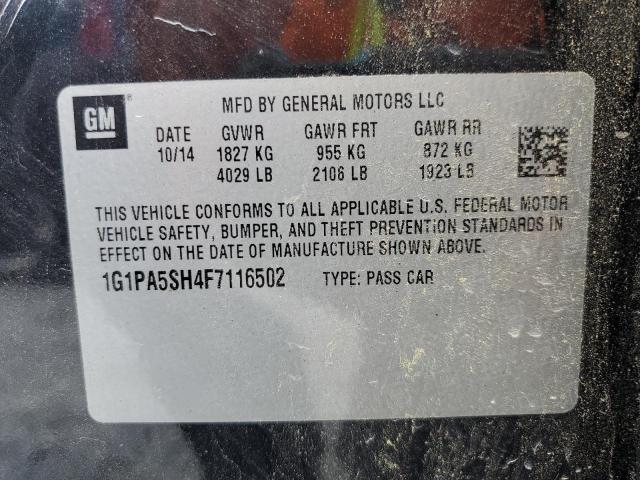 GM
MFD BY GENERAL MOTORS LLC
DATE GVWR GAWR FRT GAWR RR
10/14 1827 KG 955 KG 872 KG
4029 LB 2106 LB 1923 LB
THIS VEHICLE CONFORMS TO ALL APPLICABLE U.S. FEDERAL MOTOR
VEHICLE SAFETY, BUMPER, AND THEFT PREVENTION STANDARDS IN
EFFECT ON THE DATE OF MANUFACTURE SHOWN ABOVE.
1G1PA5SH4F7116502 TYPE: PASS CAR